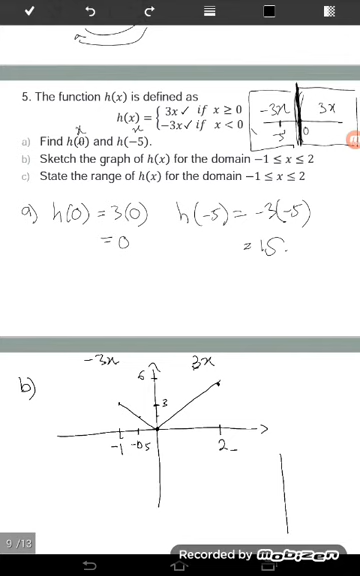 5. The function h(x) is defined as
h(x) = { 3x ✓ if x ≥ 0
−3x ✓ if x < 0
−3x 3x
−5 0
x x
a) Find h(0) and h(−5).
b) Sketch the graph of h(x) for the domain −1 ≤ x ≤ 2
c) State the range of h(x) for the domain −1 ≤ x ≤ 2
a) h(0) = 3(0) h(-5) = -3(-5)
= 0 = 15.
-3x 3x
b)
6
3
-1 -0.5 2
9 /13
Recorded by Mobizen